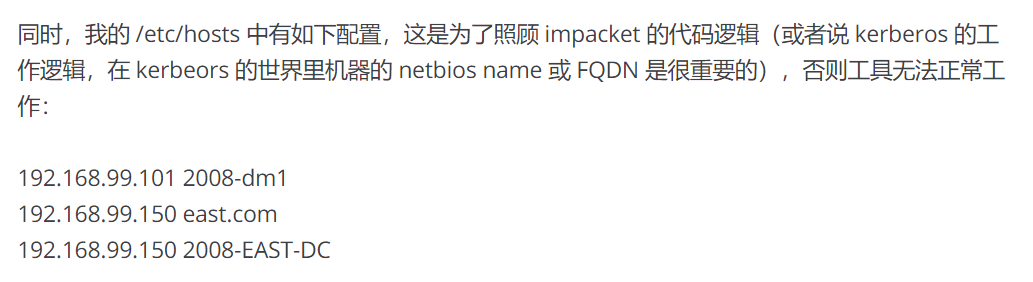 同时，我的 /etc/hosts 中有如下配置，这是为了照顾 impacket 的代码逻辑（或者说 kerberos 的工
作逻辑，在 kerbeors 的世界里机器的 netbios name 或 FQDN 是很重要的），否则工具无法正常工
作：
192.168.99.101 2008-dm1
192.168.99.150 east.com
192.168.99.150 2008-EAST-DC